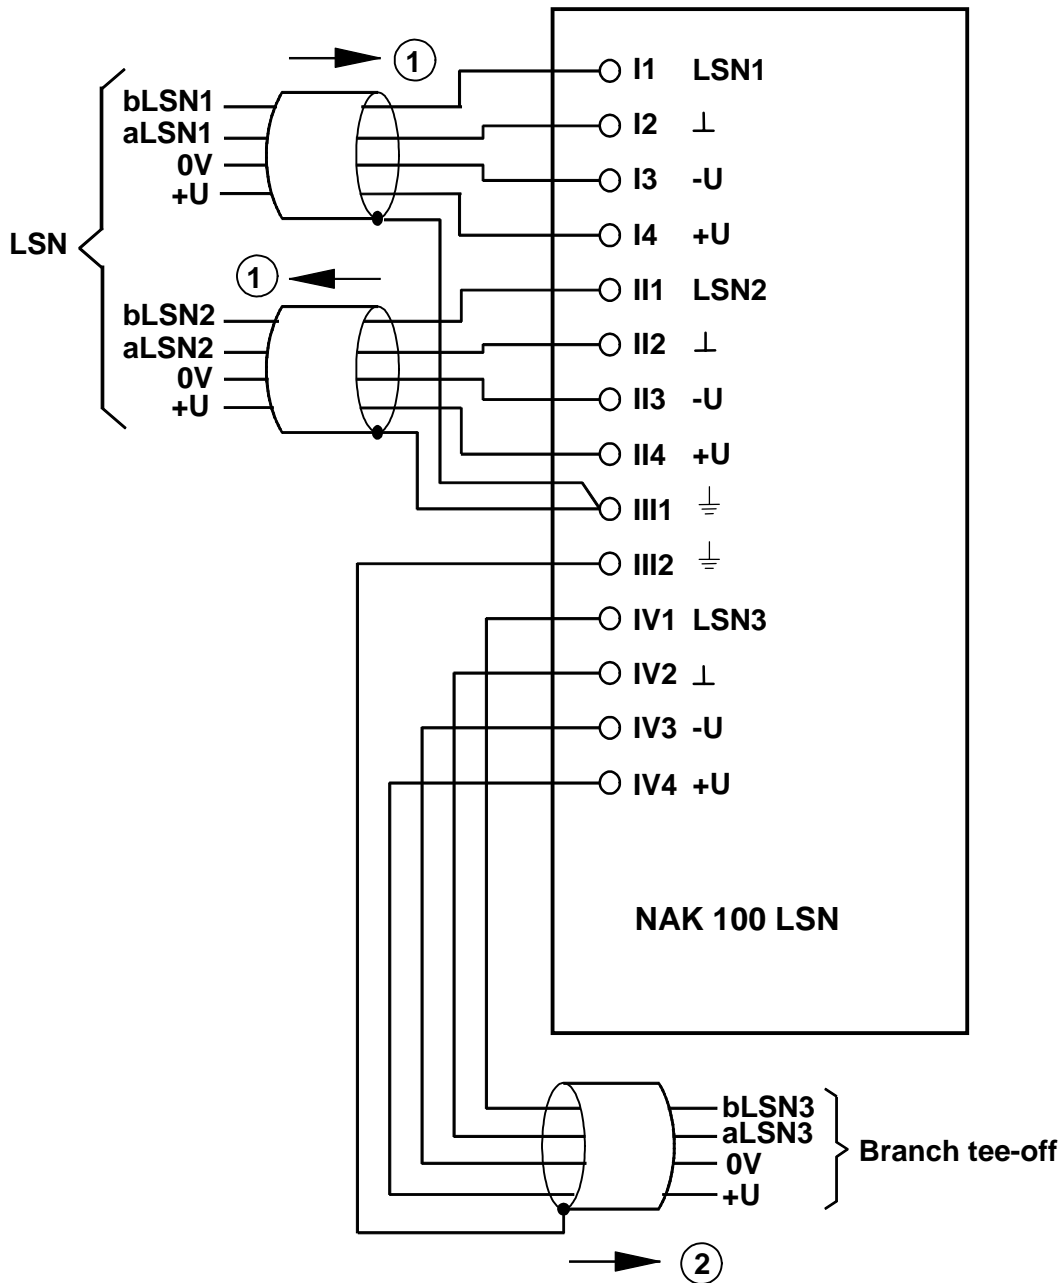 1
I1 LSN1
bLSN1
aLSN1
I2 ⊥
0V
I3 -U
+U
I4 +U
LSN
1
II1 LSN2
bLSN2
aLSN2
II2 ⊥
0V
II3 -U
+U
II4 +U
III1 ⏚
III2 ⏚
IV1 LSN3
IV2 ⊥
IV3 -U
IV4 +U
NAK 100 LSN
bLSN3
aLSN3
0V
+U
Branch tee-off
2